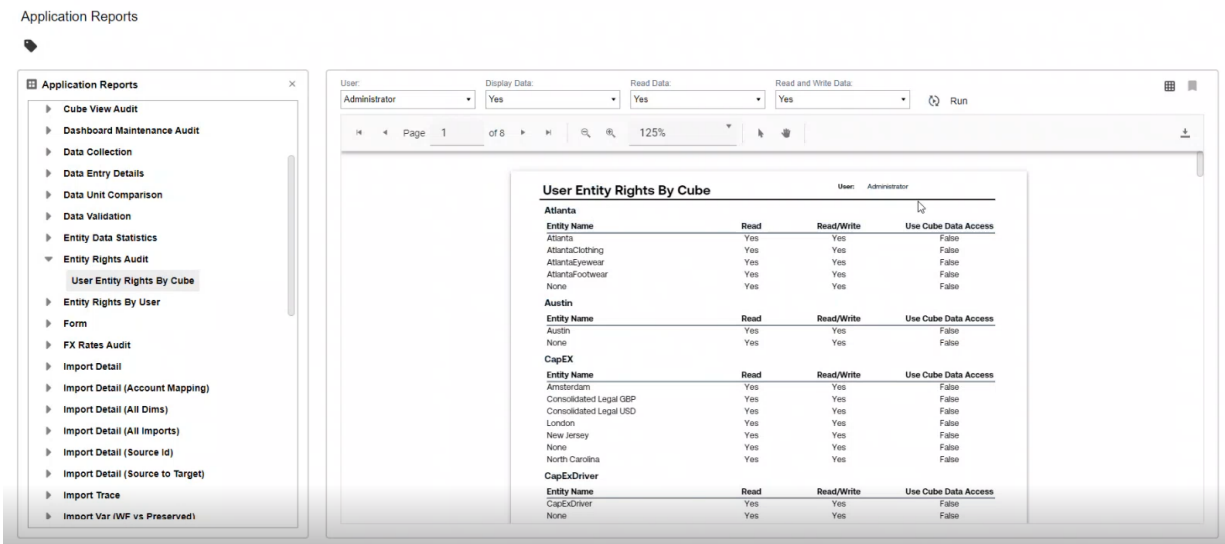 Application Reports
Application Reports ×
Cube View Audit
Dashboard Maintenance Audit
Data Collection
Data Entry Details
Data Unit Comparison
Data Validation
Entity Data Statistics
Entity Rights Audit
User Entity Rights By Cube
Entity Rights By User
Form
FX Rates Audit
Import Detail
Import Detail (Account Mapping)
Import Detail (All Dims)
Import Detail (All Imports)
Import Detail (Source Id)
Import Detail (Source to Target)
Import Trace
Import Var (WF vs Preserved)
User: Display Data: Read Data: Read and Write Data:
Administrator Yes Yes Yes Run
Page 1 of 8 125%
User Entity Rights By Cube User: Administrator
Atlanta
Entity Name Read Read/Write Use Cube Data Access
Atlanta Yes Yes False
AtlantaClothing Yes Yes False
AtlantaEyewear Yes Yes False
AtlantaFootwear Yes Yes False
None Yes Yes False
Austin
Entity Name Read Read/Write Use Cube Data Access
Austin Yes Yes False
None Yes Yes False
CapEX
Entity Name Read Read/Write Use Cube Data Access
Amsterdam Yes Yes False
Consolidated Legal GBP Yes Yes False
Consolidated Legal USD Yes Yes False
London Yes Yes False
New Jersey Yes Yes False
None Yes Yes False
North Carolina Yes Yes False
CapExDriver
Entity Name Read Read/Write Use Cube Data Access
CapExDriver Yes Yes False
None Yes Yes False